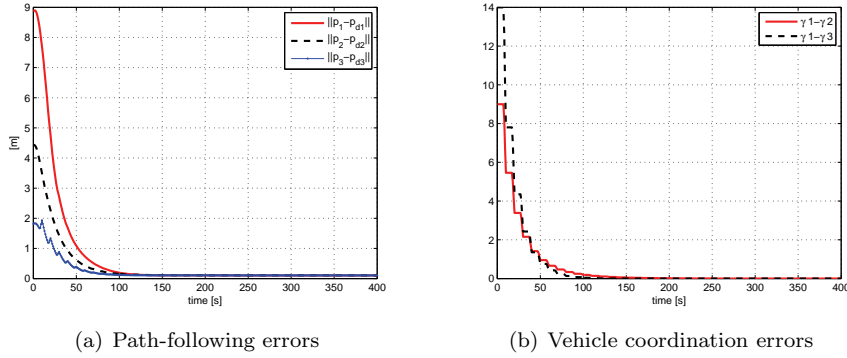 9
8
7
6
5
4
3
2
1
0
[m]
0 50 100 150 200 250 300 350 400
time [s]
||p1−pd1||
||p2−pd2||
||p3−pd3||
(a) Path-following errors
14
12
10
8
6
4
2
0
0 50 100 150 200 250 300 350 400
time [s]
γ1−γ2
γ1−γ3
(b) Vehicle coordination errors